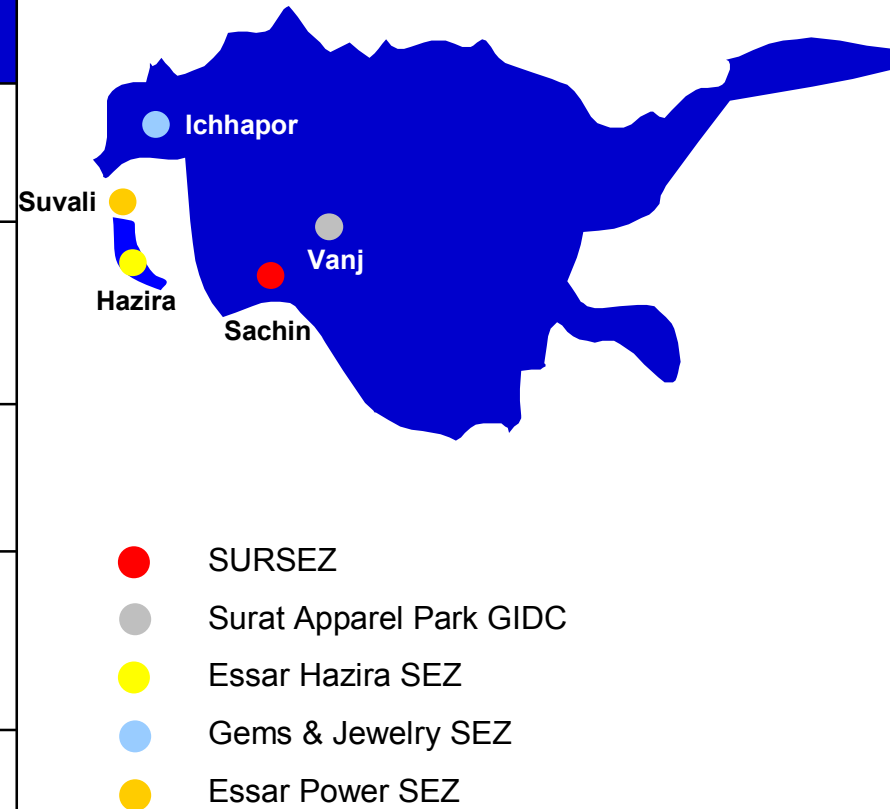 Ichhapor
Suvali
Vanj
Hazira
Sachin
SURSEZ
Surat Apparel Park GIDC
Essar Hazira SEZ
Gems & Jewelry SEZ
Essar Power SEZ